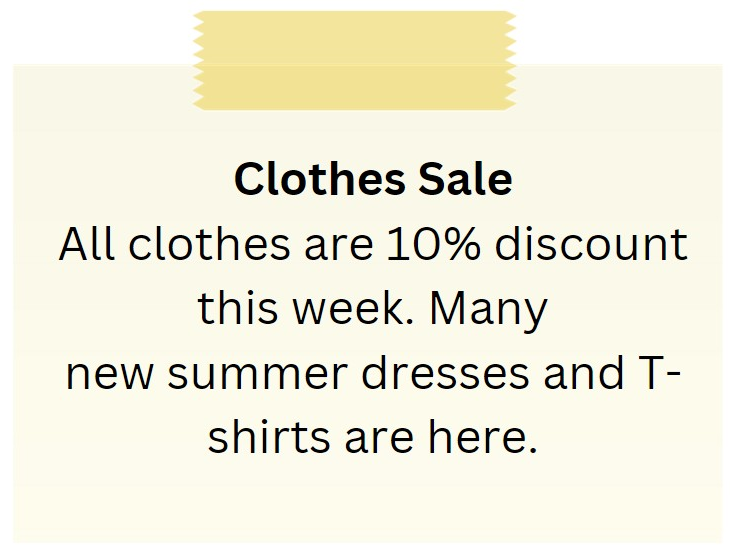 Clothes Sale
All clothes are 10% discount
this week. Many
new summer dresses and T-
shirts are here.